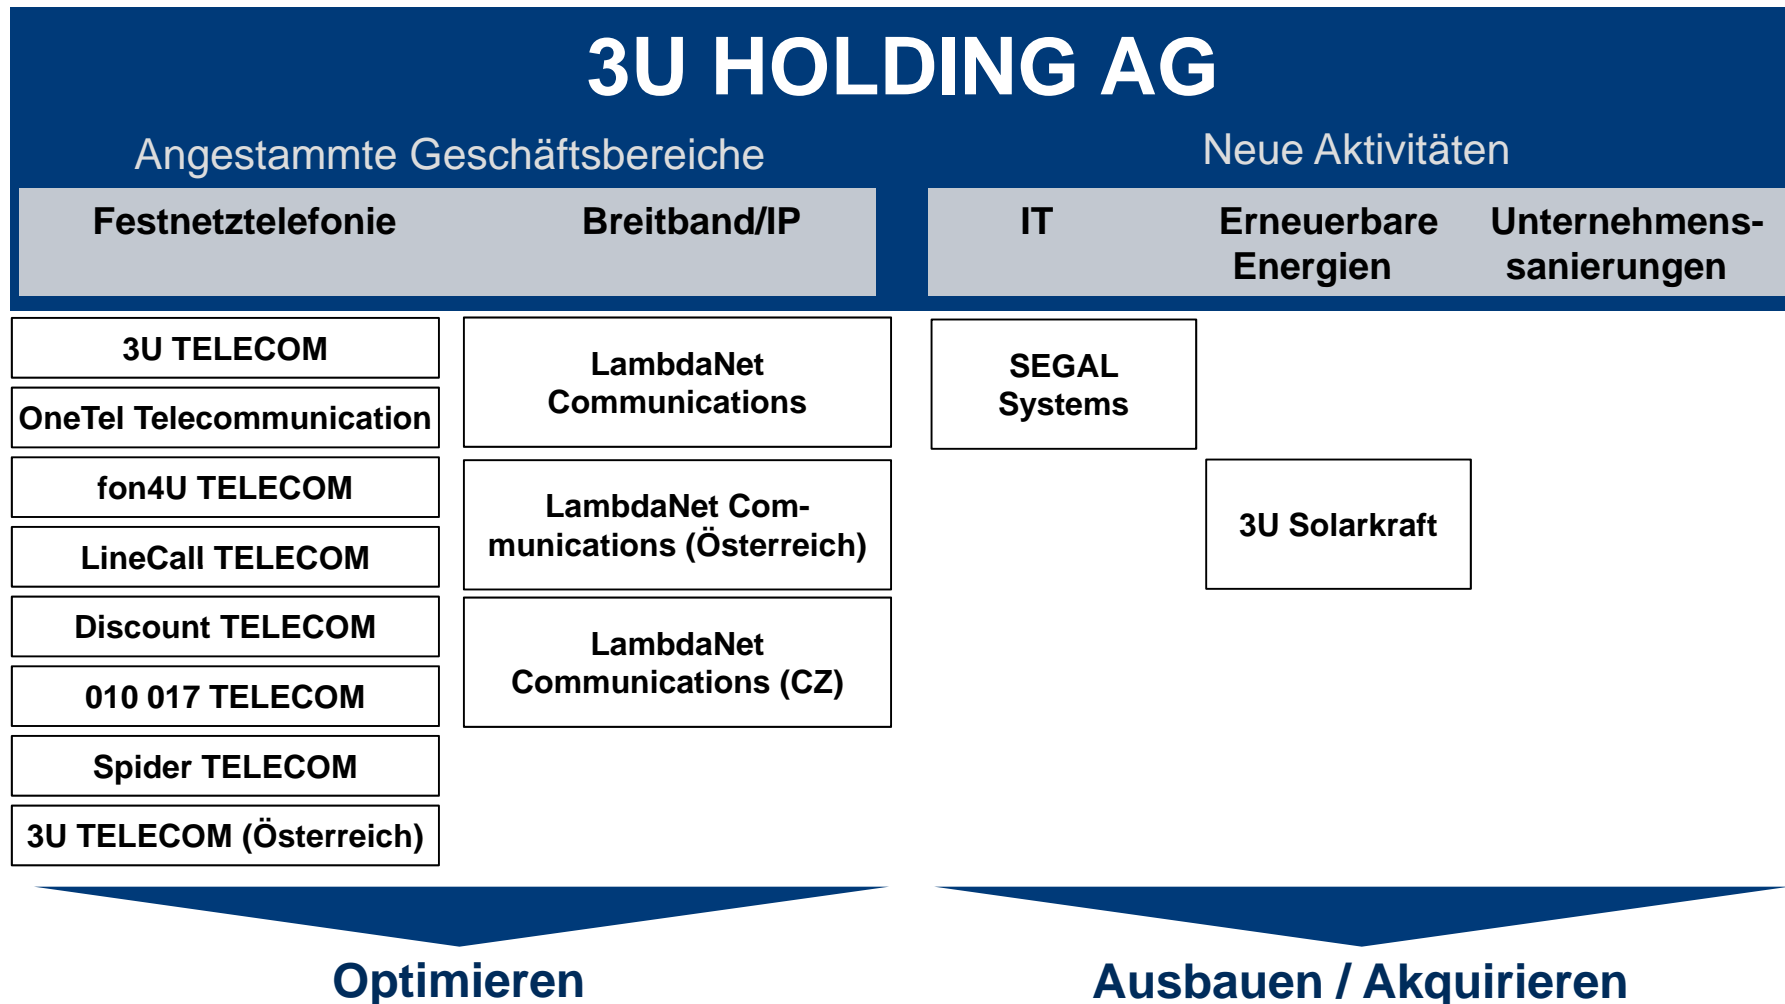 3U HOLDING AG
Angestammte Geschäftsbereiche
Neue Aktivitäten
Festnetztelefonie
Breitband/IP
IT
Erneuerbare
Energien
Unternehmens-
sanierungen
3U TELECOM
OneTel Telecommunication
fon4U TELECOM
LineCall TELECOM
Discount TELECOM
010 017 TELECOM
Spider TELECOM
3U TELECOM (Österreich)
LambdaNet
Communications
LambdaNet Com-
munications (Österreich)
LambdaNet
Communications (CZ)
SEGAL
Systems
3U Solarkraft
Optimieren
Ausbauen / Akquirieren